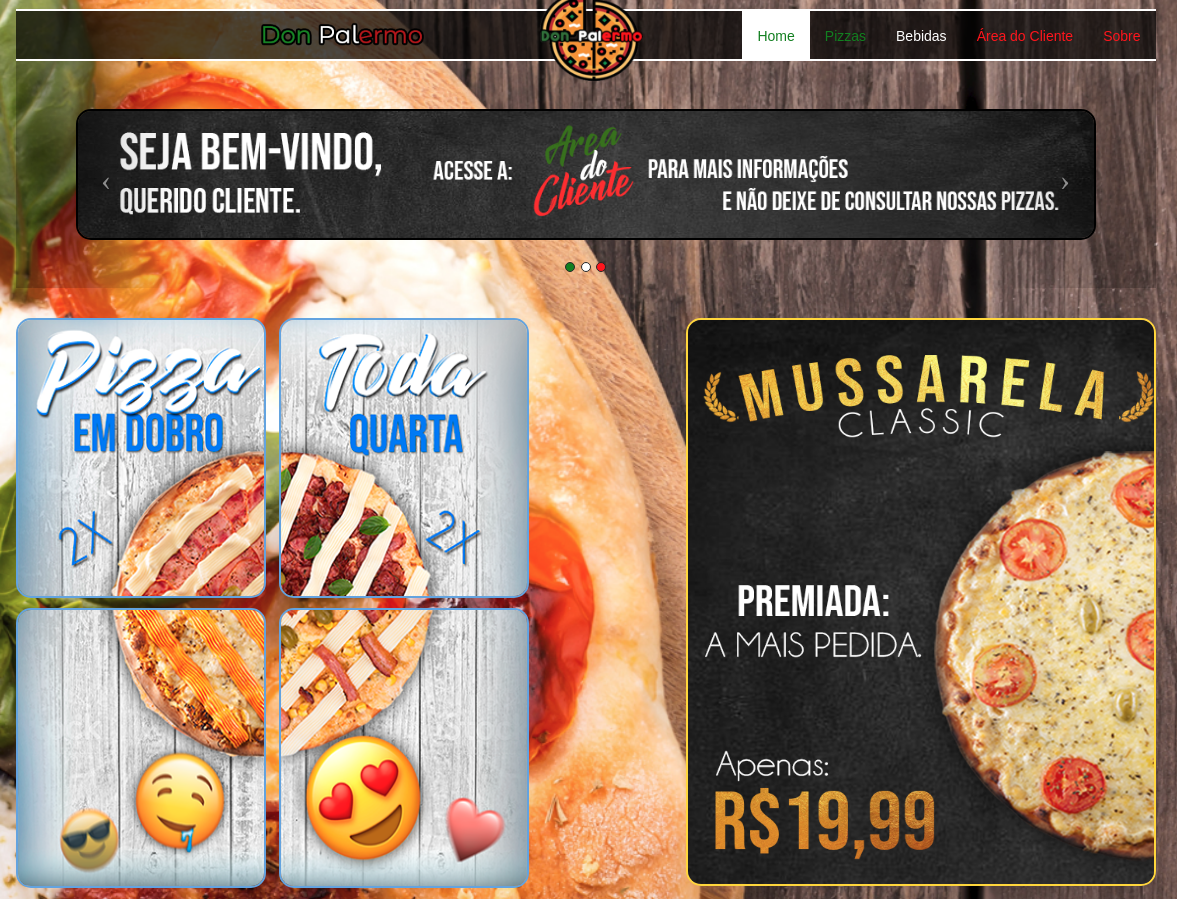 Don Palermo
Don Palermo
Home
Pizzas
Bebidas
Área do Cliente
Sobre
SEJA BEM-VINDO,
QUERIDO CLIENTE.
ACESSE A:
Área
do
Cliente
PARA MAIS INFORMAÇÕES
E NÃO DEIXE DE CONSULTAR NOSSAS PIZZAS.
‹
›
Pizza
EM DOBRO
2X
Toda
QUARTA
2X
MUSSARELA
CLASSIC
PREMIADA:
A MAIS PEDIDA.
Apenas:
R$19,99